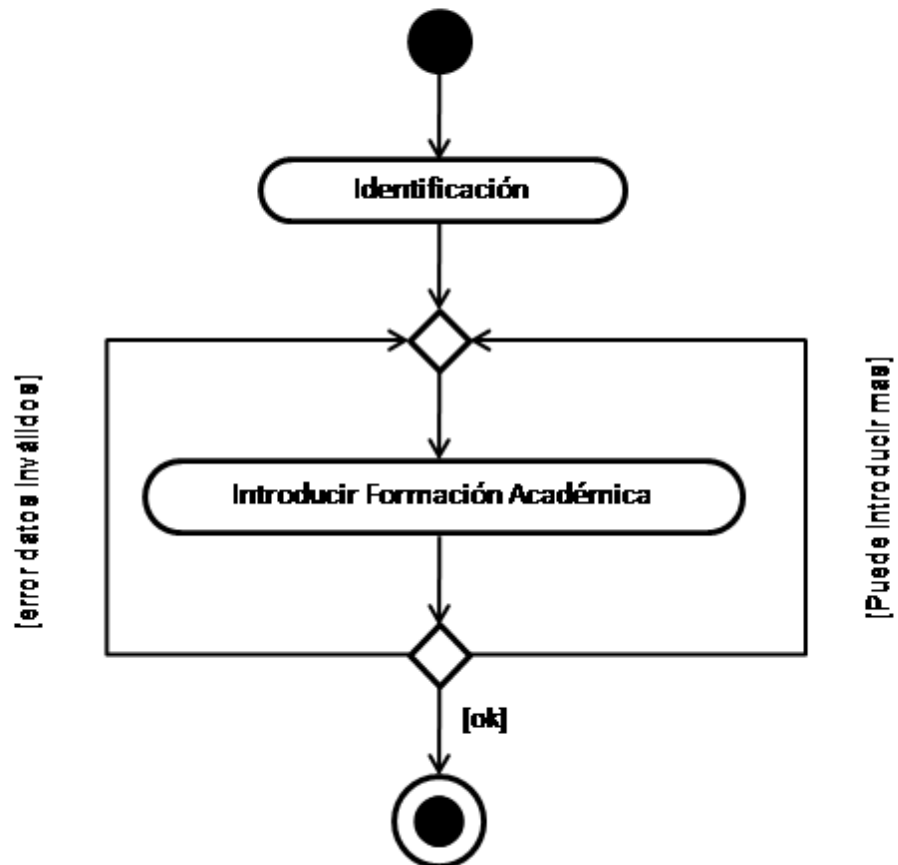 Identificación
[error datos Inválidos]
Introducir Formación Académica
[Puede Introducir mas]
[ok]